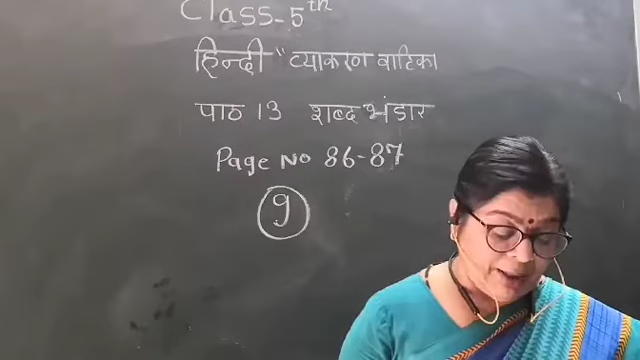 Class-5th
हिन्दी "व्याकरण वाटिका
पाठ 13 शब्द भंडार
Page No 86-87
9